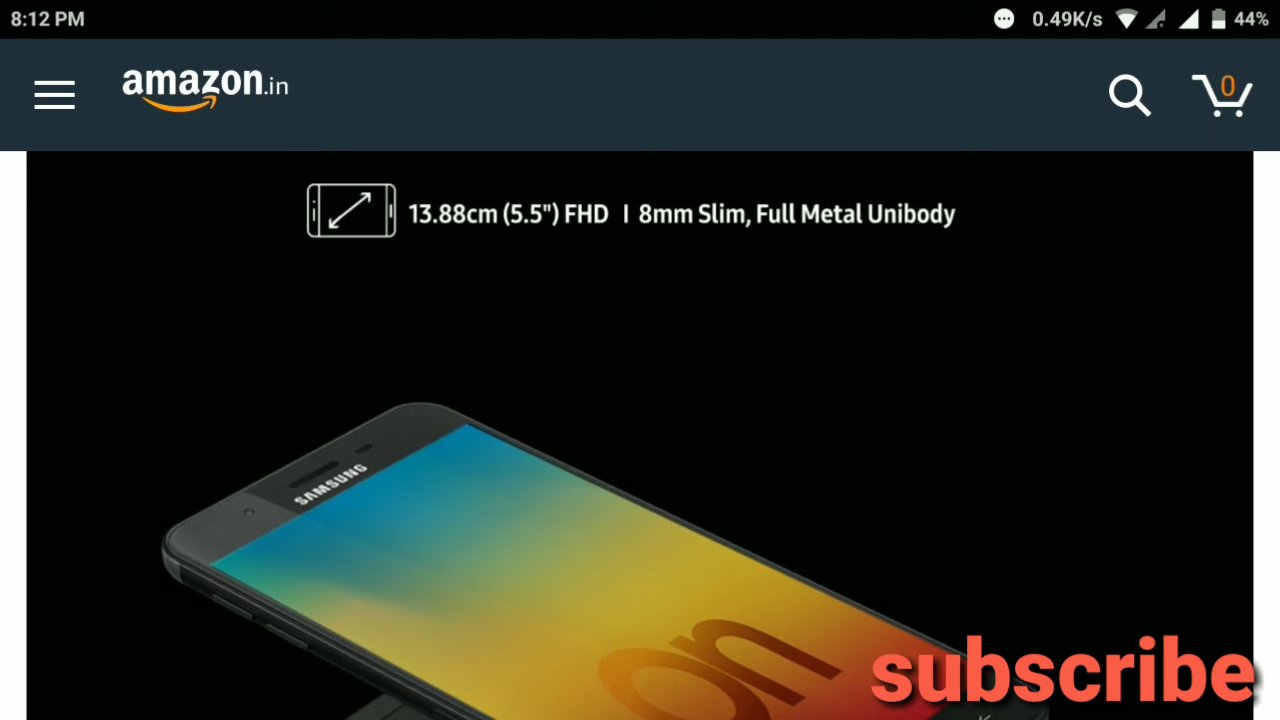 8:12 PM 0.49K/s 44%
amazon.in 0
13.88cm (5.5") FHD I 8mm Slim, Full Metal Unibody
SAMSUNG
on
subscribe